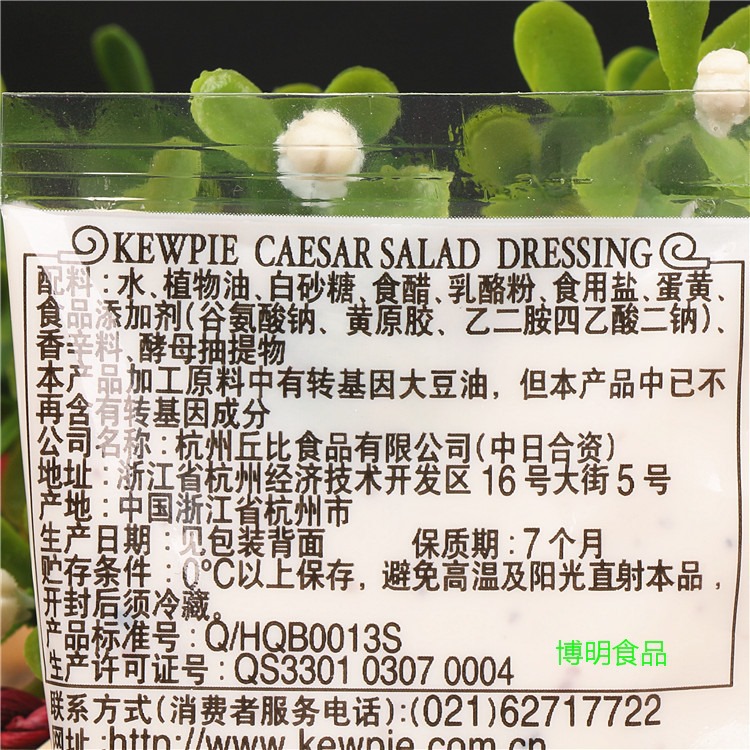 KEWPIE CAESAR SALAD DRESSING
配料:水、植物油、白砂糖、食醋、乳酪粉、食用盐、蛋黄、
食品添加剂(谷氨酸钠、黄原胶、乙二胺四乙酸二钠)、
香辛料、酵母抽提物
本产品加工原料中有转基因大豆油,但本产品中已不
再含有转基因成分
公司名称:杭州丘比食品有限公司(中日合资)
地址:浙江省杭州经济技术开发区16号大街5号
产地:中国浙江省杭州市
生产日期:见包装背面 保质期:7个月
贮存条件:0℃以上保存,避免高温及阳光直射本品,
开封后须冷藏。
产品标准号:Q/HQB0013S
生产许可证号:QS3301 0307 0004
博明食品
联系方式(消费者服务电话):(021)62717722
网址:http://www.kewpie.com.cn